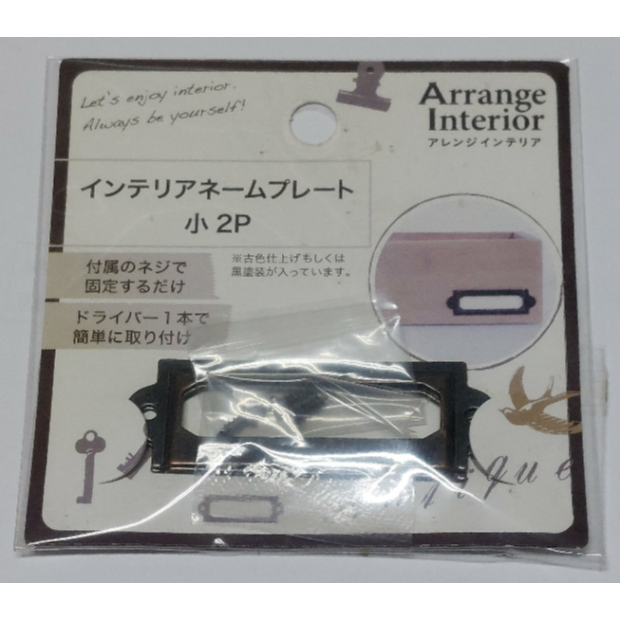 Let's enjoy interior.
Always be yourself!
Arrange
Interior
アレンジインテリア
インテリアネームプレート
小 2P
※古色仕上げもしくは
黒塗装が入っています。
付属のネジで
固定するだけ
ドライバー1本で
簡単に取り付け